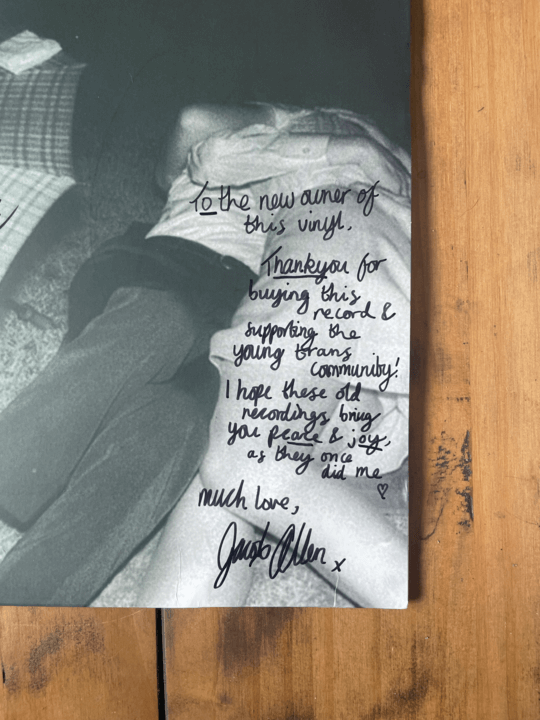 To the new owner of
this vinyl.
Thankyou for
buying this
record &
supporting the
young trans
community!
I hope these old
recordings bring
you peace & joy,
as they once
did me
♡
much love,
Jacob Allen x